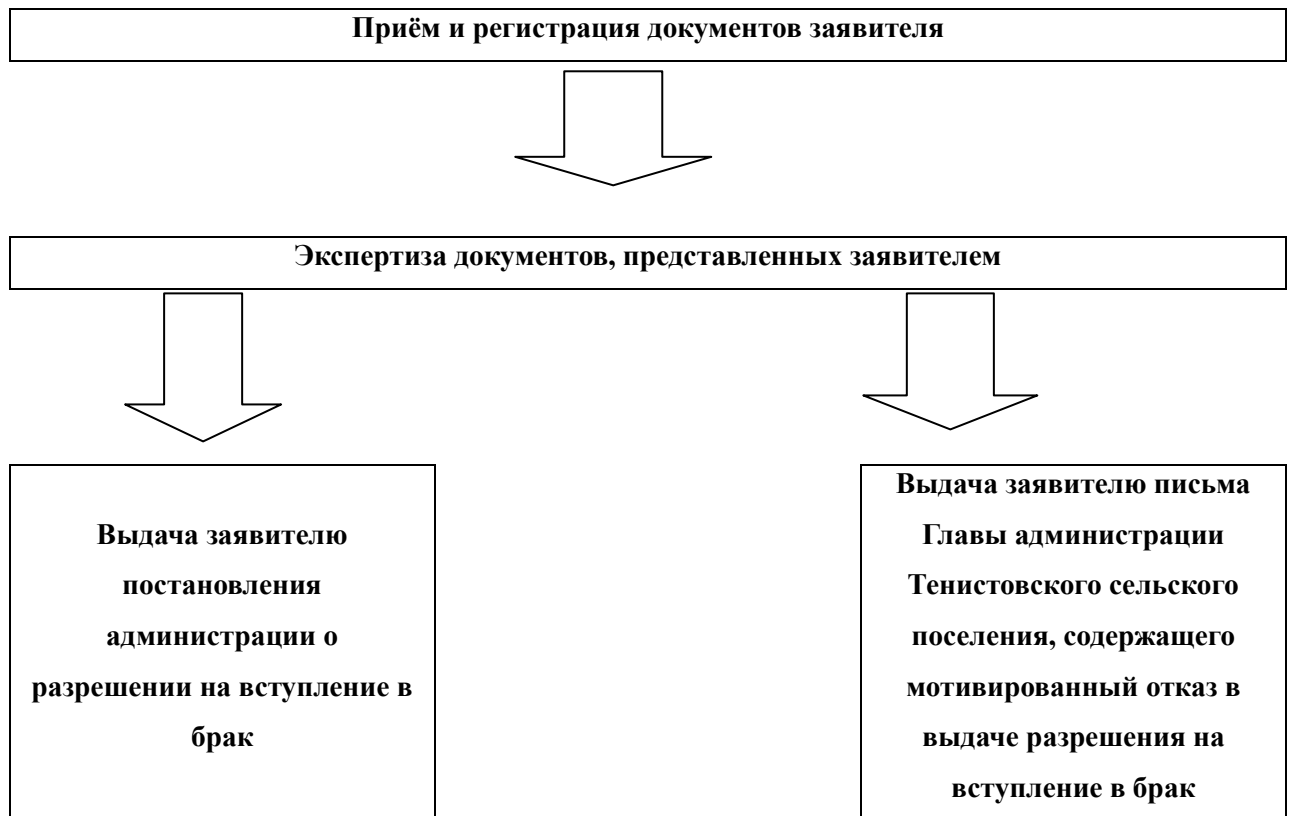 Приём и регистрация документов заявителя
Экспертиза документов, представленных заявителем
Выдача заявителю
постановления
администрации о
разрешении на вступление в
брак
Выдача заявителю письма
Главы администрации
Тенистовского сельского
поселения, содержащего
мотивированный отказ в
выдаче разрешения на
вступление в брак